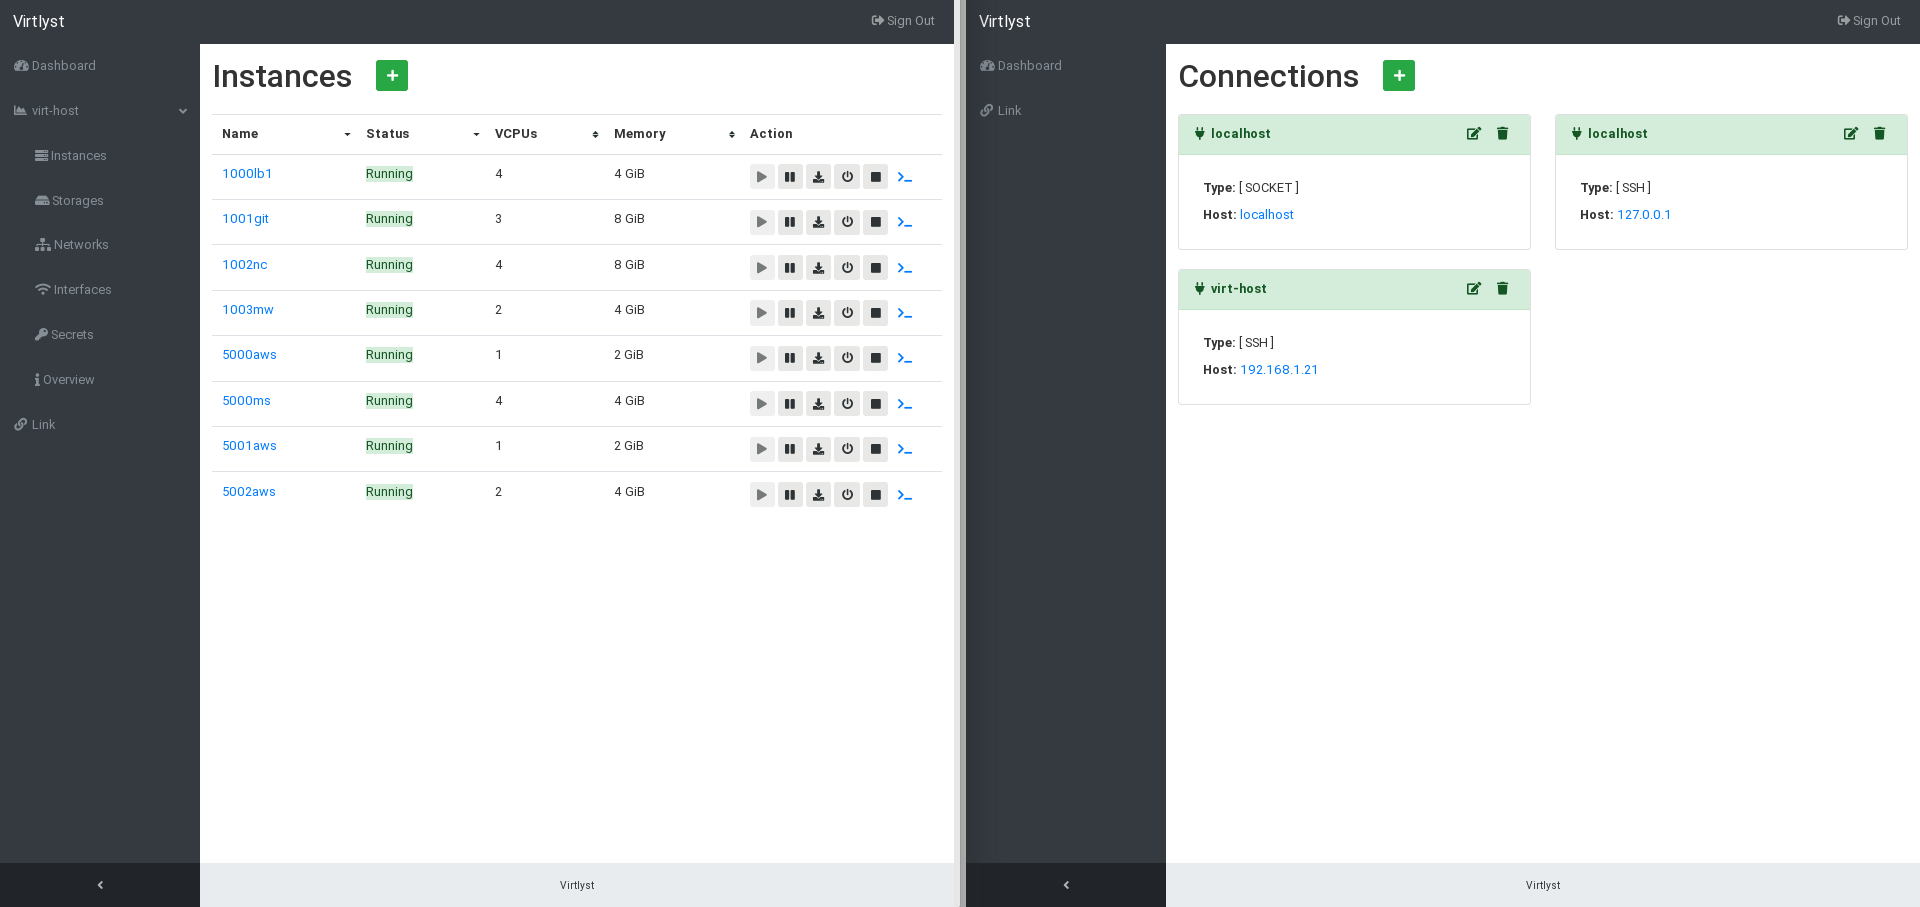 Virtlyst
Sign Out
Dashboard
virt-host
Instances
Storages
Networks
Interfaces
Secrets
Overview
Link
Instances
Name Status VCPUs Memory Action
1000lb1 Running 4 4 GiB
1001git Running 3 8 GiB
1002nc Running 4 8 GiB
1003mw Running 2 4 GiB
5000aws Running 1 2 GiB
5000ms Running 4 4 GiB
5001aws Running 1 2 GiB
5002aws Running 2 4 GiB
Virtlyst
Virtlyst
Sign Out
Dashboard
Link
Connections
localhost
Type: [ SOCKET ]
Host: localhost
localhost
Type: [ SSH ]
Host: 127.0.0.1
virt-host
Type: [ SSH ]
Host: 192.168.1.21
Virtlyst